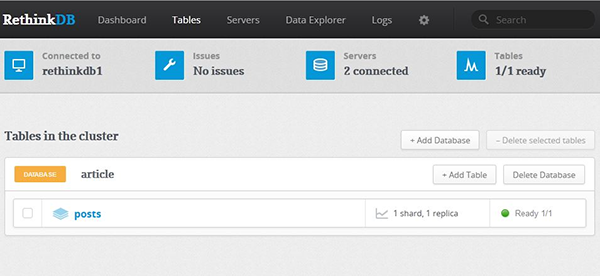 RethinkDB Dashboard Tables Servers Data Explorer Logs Search
Connected to Issues Servers Tables
rethinkdb1 No issues 2 connected 1/1 ready
Tables in the cluster + Add Database – Delete selected tables
DATABASE article + Add Table Delete Database
posts 1 shard, 1 replica Ready 1/1